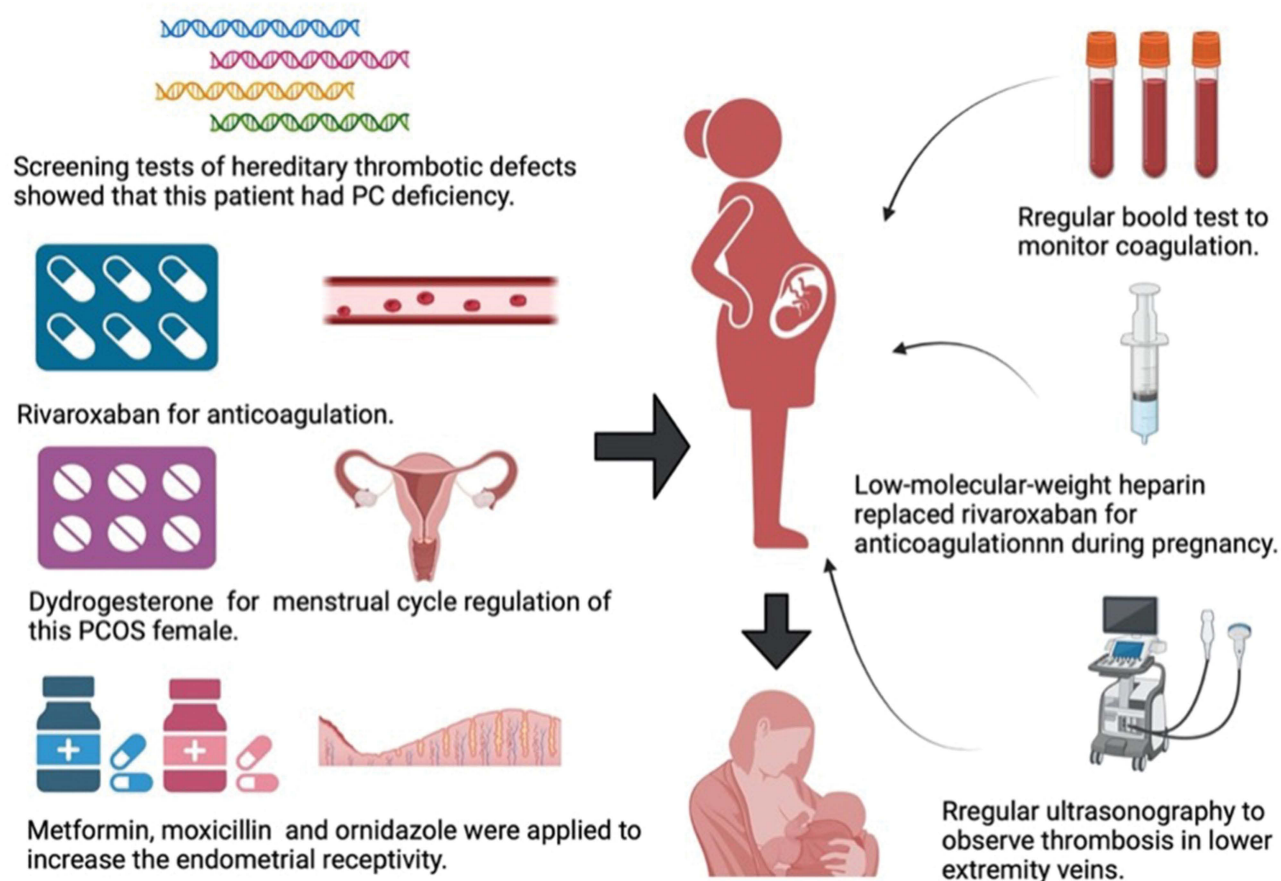 Screening tests of hereditary thrombotic defects
showed that this patient had PC deficiency.
Rivaroxaban for anticoagulation.
Dydrogesterone for menstrual cycle regulation of
this PCOS female.
Metformin, moxicillin and ornidazole were applied to
increase the endometrial receptivity.
Rregular boold test to
monitor coagulation.
Low-molecular-weight heparin
replaced rivaroxaban for
anticoagulationnn during pregnancy.
Rregular ultrasonography to
observe thrombosis in lower
extremity veins.